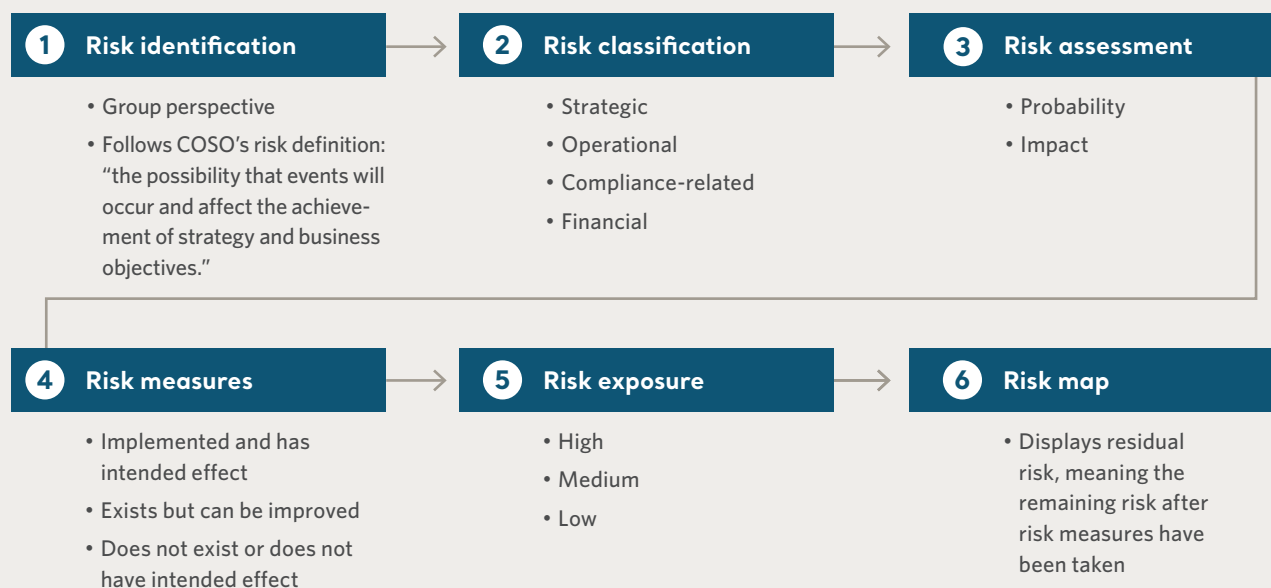 1 Risk identification
• Group perspective
• Follows COSO’s risk definition:
“the possibility that events will
occur and affect the achieve-
ment of strategy and business
objectives.”
2 Risk classification
• Strategic
• Operational
• Compliance-related
• Financial
3 Risk assessment
• Probability
• Impact
4 Risk measures
• Implemented and has
intended effect
• Exists but can be improved
• Does not exist or does not
have intended effect
5 Risk exposure
• High
• Medium
• Low
6 Risk map
• Displays residual
risk, meaning the
remaining risk after
risk measures have
been taken